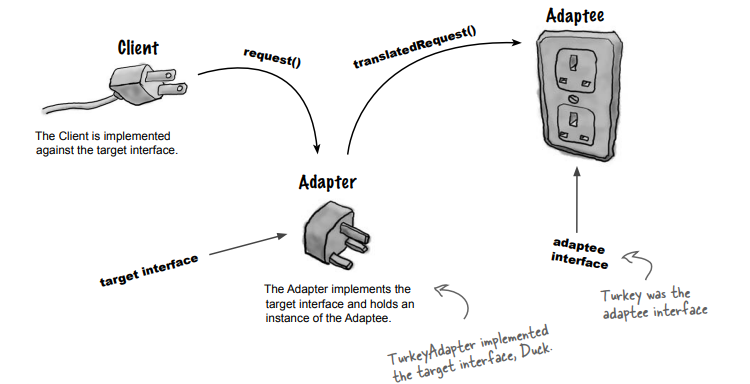 Client
request()
translatedRequest()
Adaptee
The Client is implemented
against the target interface.
Adapter
target interface
The Adapter implements the
target interface and holds an
instance of the Adaptee.
TurkeyAdapter implemented
the target interface, Duck.
adaptee
interface
Turkey was the
adaptee interface